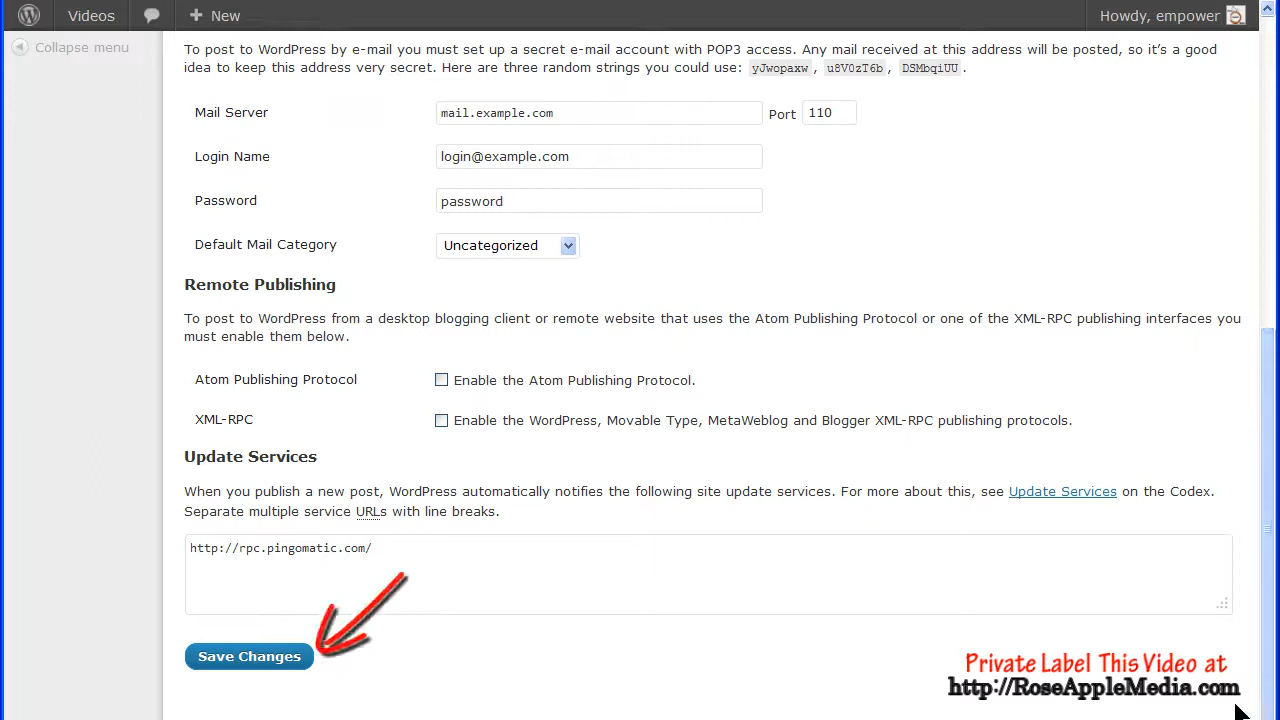 Videos New Howdy, empower
Collapse menu
To post to WordPress by e-mail you must set up a secret e-mail account with POP3 access. Any mail received at this address will be posted, so it's a good
idea to keep this address very secret. Here are three random strings you could use: yJwopaxw, u8V0zT6b, DSMbqiUU.
Mail Server mail.example.com Port 110
Login Name login@example.com
Password password
Default Mail Category Uncategorized
Remote Publishing
To post to WordPress from a desktop blogging client or remote website that uses the Atom Publishing Protocol or one of the XML-RPC publishing interfaces you
must enable them below.
Atom Publishing Protocol Enable the Atom Publishing Protocol.
XML-RPC Enable the WordPress, Movable Type, MetaWeblog and Blogger XML-RPC publishing protocols.
Update Services
When you publish a new post, WordPress automatically notifies the following site update services. For more about this, see Update Services on the Codex.
Separate multiple service URLs with line breaks.
http://rpc.pingomatic.com/
Save Changes
Private Label This Video at
http://RoseAppleMedia.com